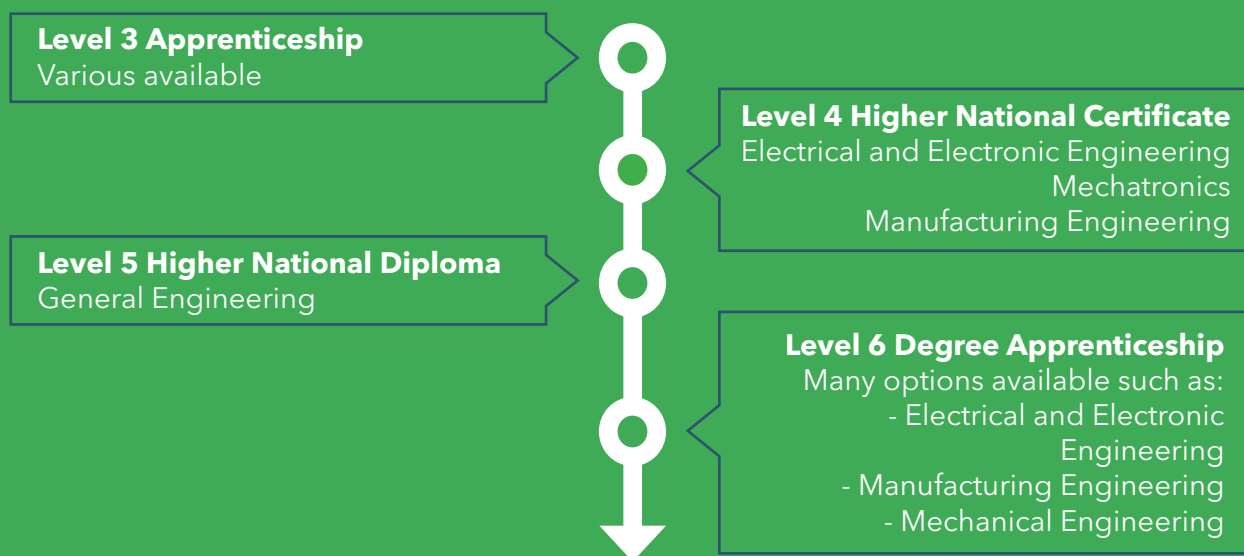 Level 3 Apprenticeship
Various available
Level 4 Higher National Certificate
Electrical and Electronic Engineering
Mechatronics
Manufacturing Engineering
Level 5 Higher National Diploma
General Engineering
Level 6 Degree Apprenticeship
Many options available such as:
- Electrical and Electronic
Engineering
- Manufacturing Engineering
- Mechanical Engineering